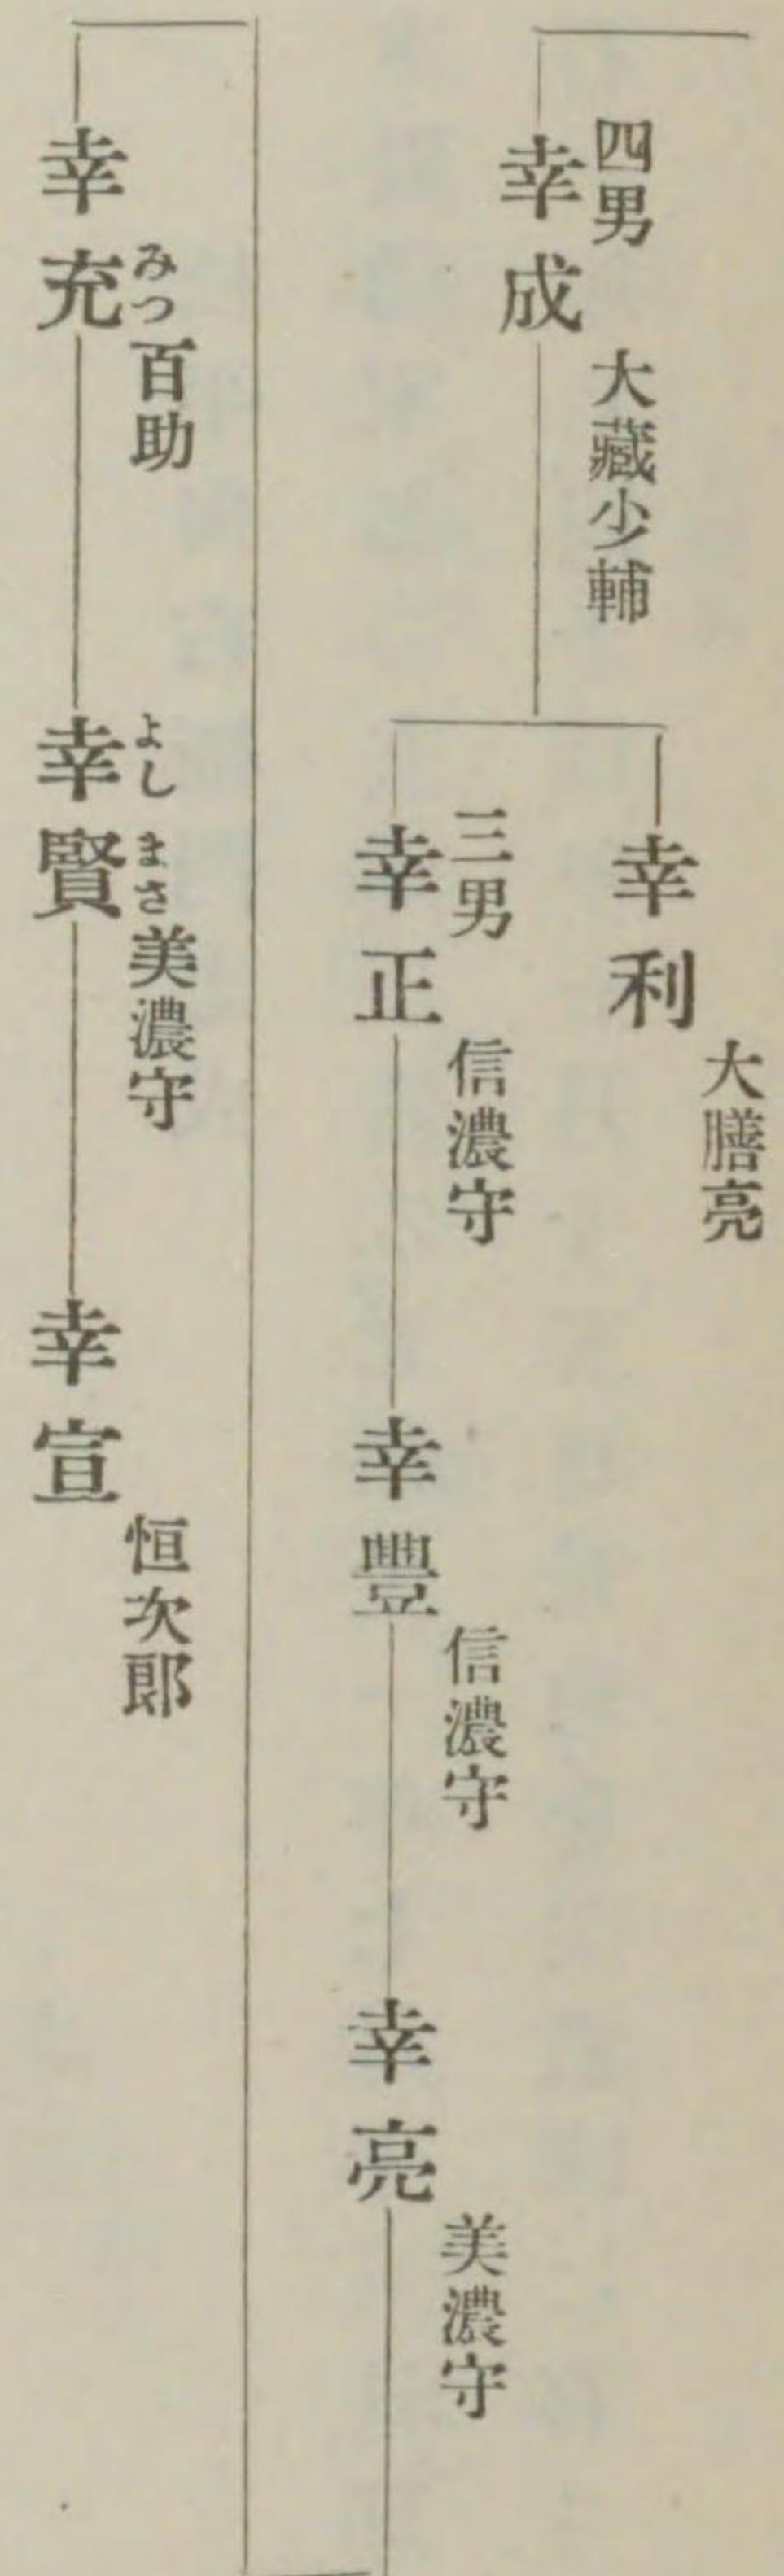 四男
幸成
大藏少輔
幸利
大膳亮
三男
幸正
信濃守
幸豐
信濃守
幸亮
美濃守
幸充
みつ
百助
幸賢
よしまさ
美濃守
幸宣
恒次郎